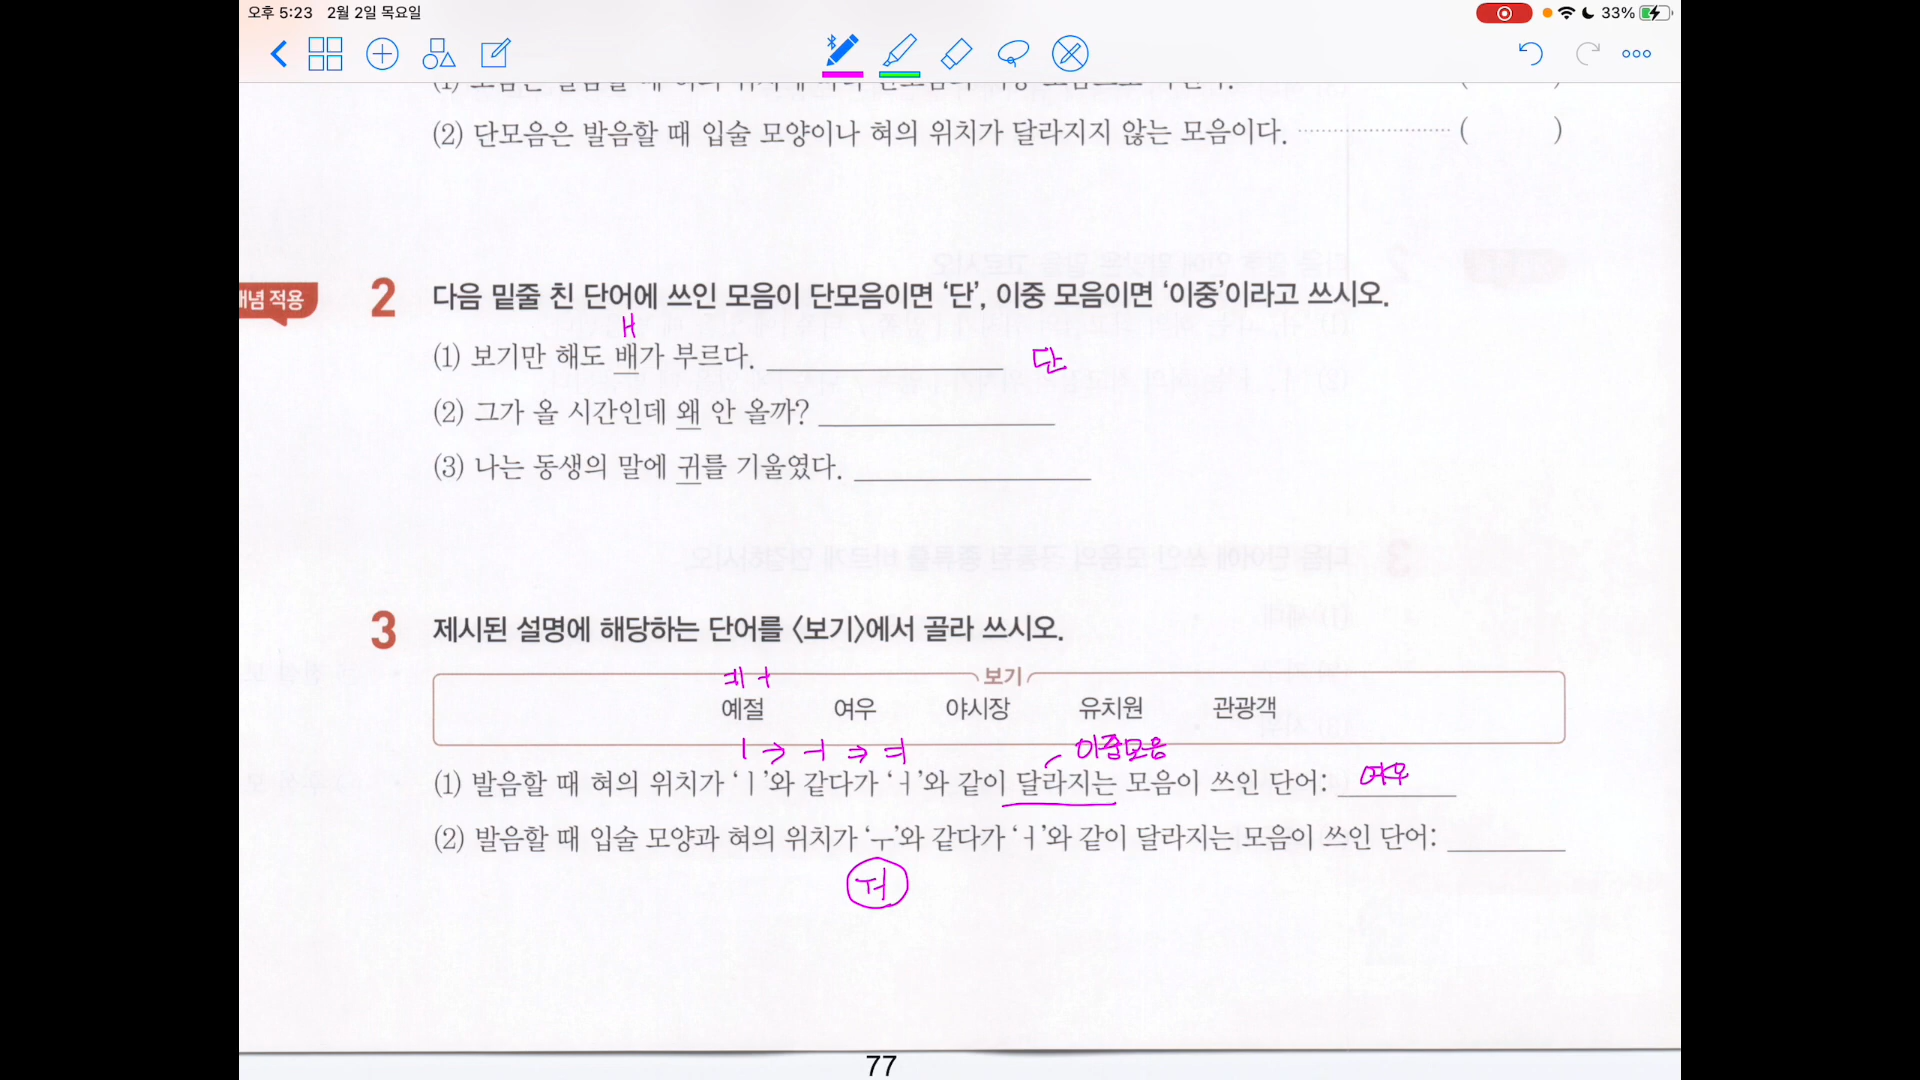 오후 5:23 2월 2일 목요일 33%
(2) 단모음은 발음할 때 입술 모양이나 혀의 위치가 달라지지 않는 모음이다. ( )
개념 적용 2 다음 밑줄 친 단어에 쓰인 모음이 단모음이면 ‘단’, 이중 모음이면 ‘이중’이라고 쓰시오.
ㅐ
(1) 보기만 해도 배가 부르다. 단
(2) 그가 올 시간인데 왜 안 올까?
(3) 나는 동생의 말에 귀를 기울였다.
3 제시된 설명에 해당하는 단어를 〈보기〉에서 골라 쓰시오.
ㅖ ㅓ 보기
예절 여우 야시장 유치원 관광객
ㅣ → ㅓ → ㅕ 이중모음
(1) 발음할 때 혀의 위치가 ‘ㅣ’와 같다가 ‘ㅓ’와 같이 달라지는 모음이 쓰인 단어: 여우
(2) 발음할 때 입술 모양과 혀의 위치가 ‘ㅜ’와 같다가 ‘ㅓ’와 같이 달라지는 모음이 쓰인 단어:
ㅝ
77